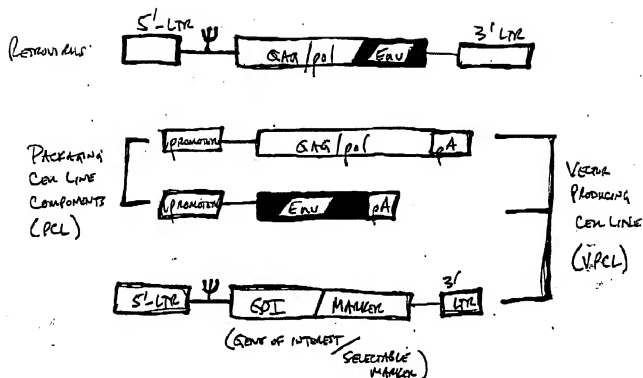 5'-LTR Ψ 3' LTR
RETROVIRUS: GAG/pol ENV
PROMOTER GAG/pol pA
PACKAGING
CELL LINE
COMPONENTS
(PCL)
PROMOTER ENV pA
VECTOR
PRODUCING
CELL LINE
(VPCL)
Ψ 3'
5'-LTR GOI/MARKER LTR
(GENE OF INTEREST/
SELECTABLE
MARKER)